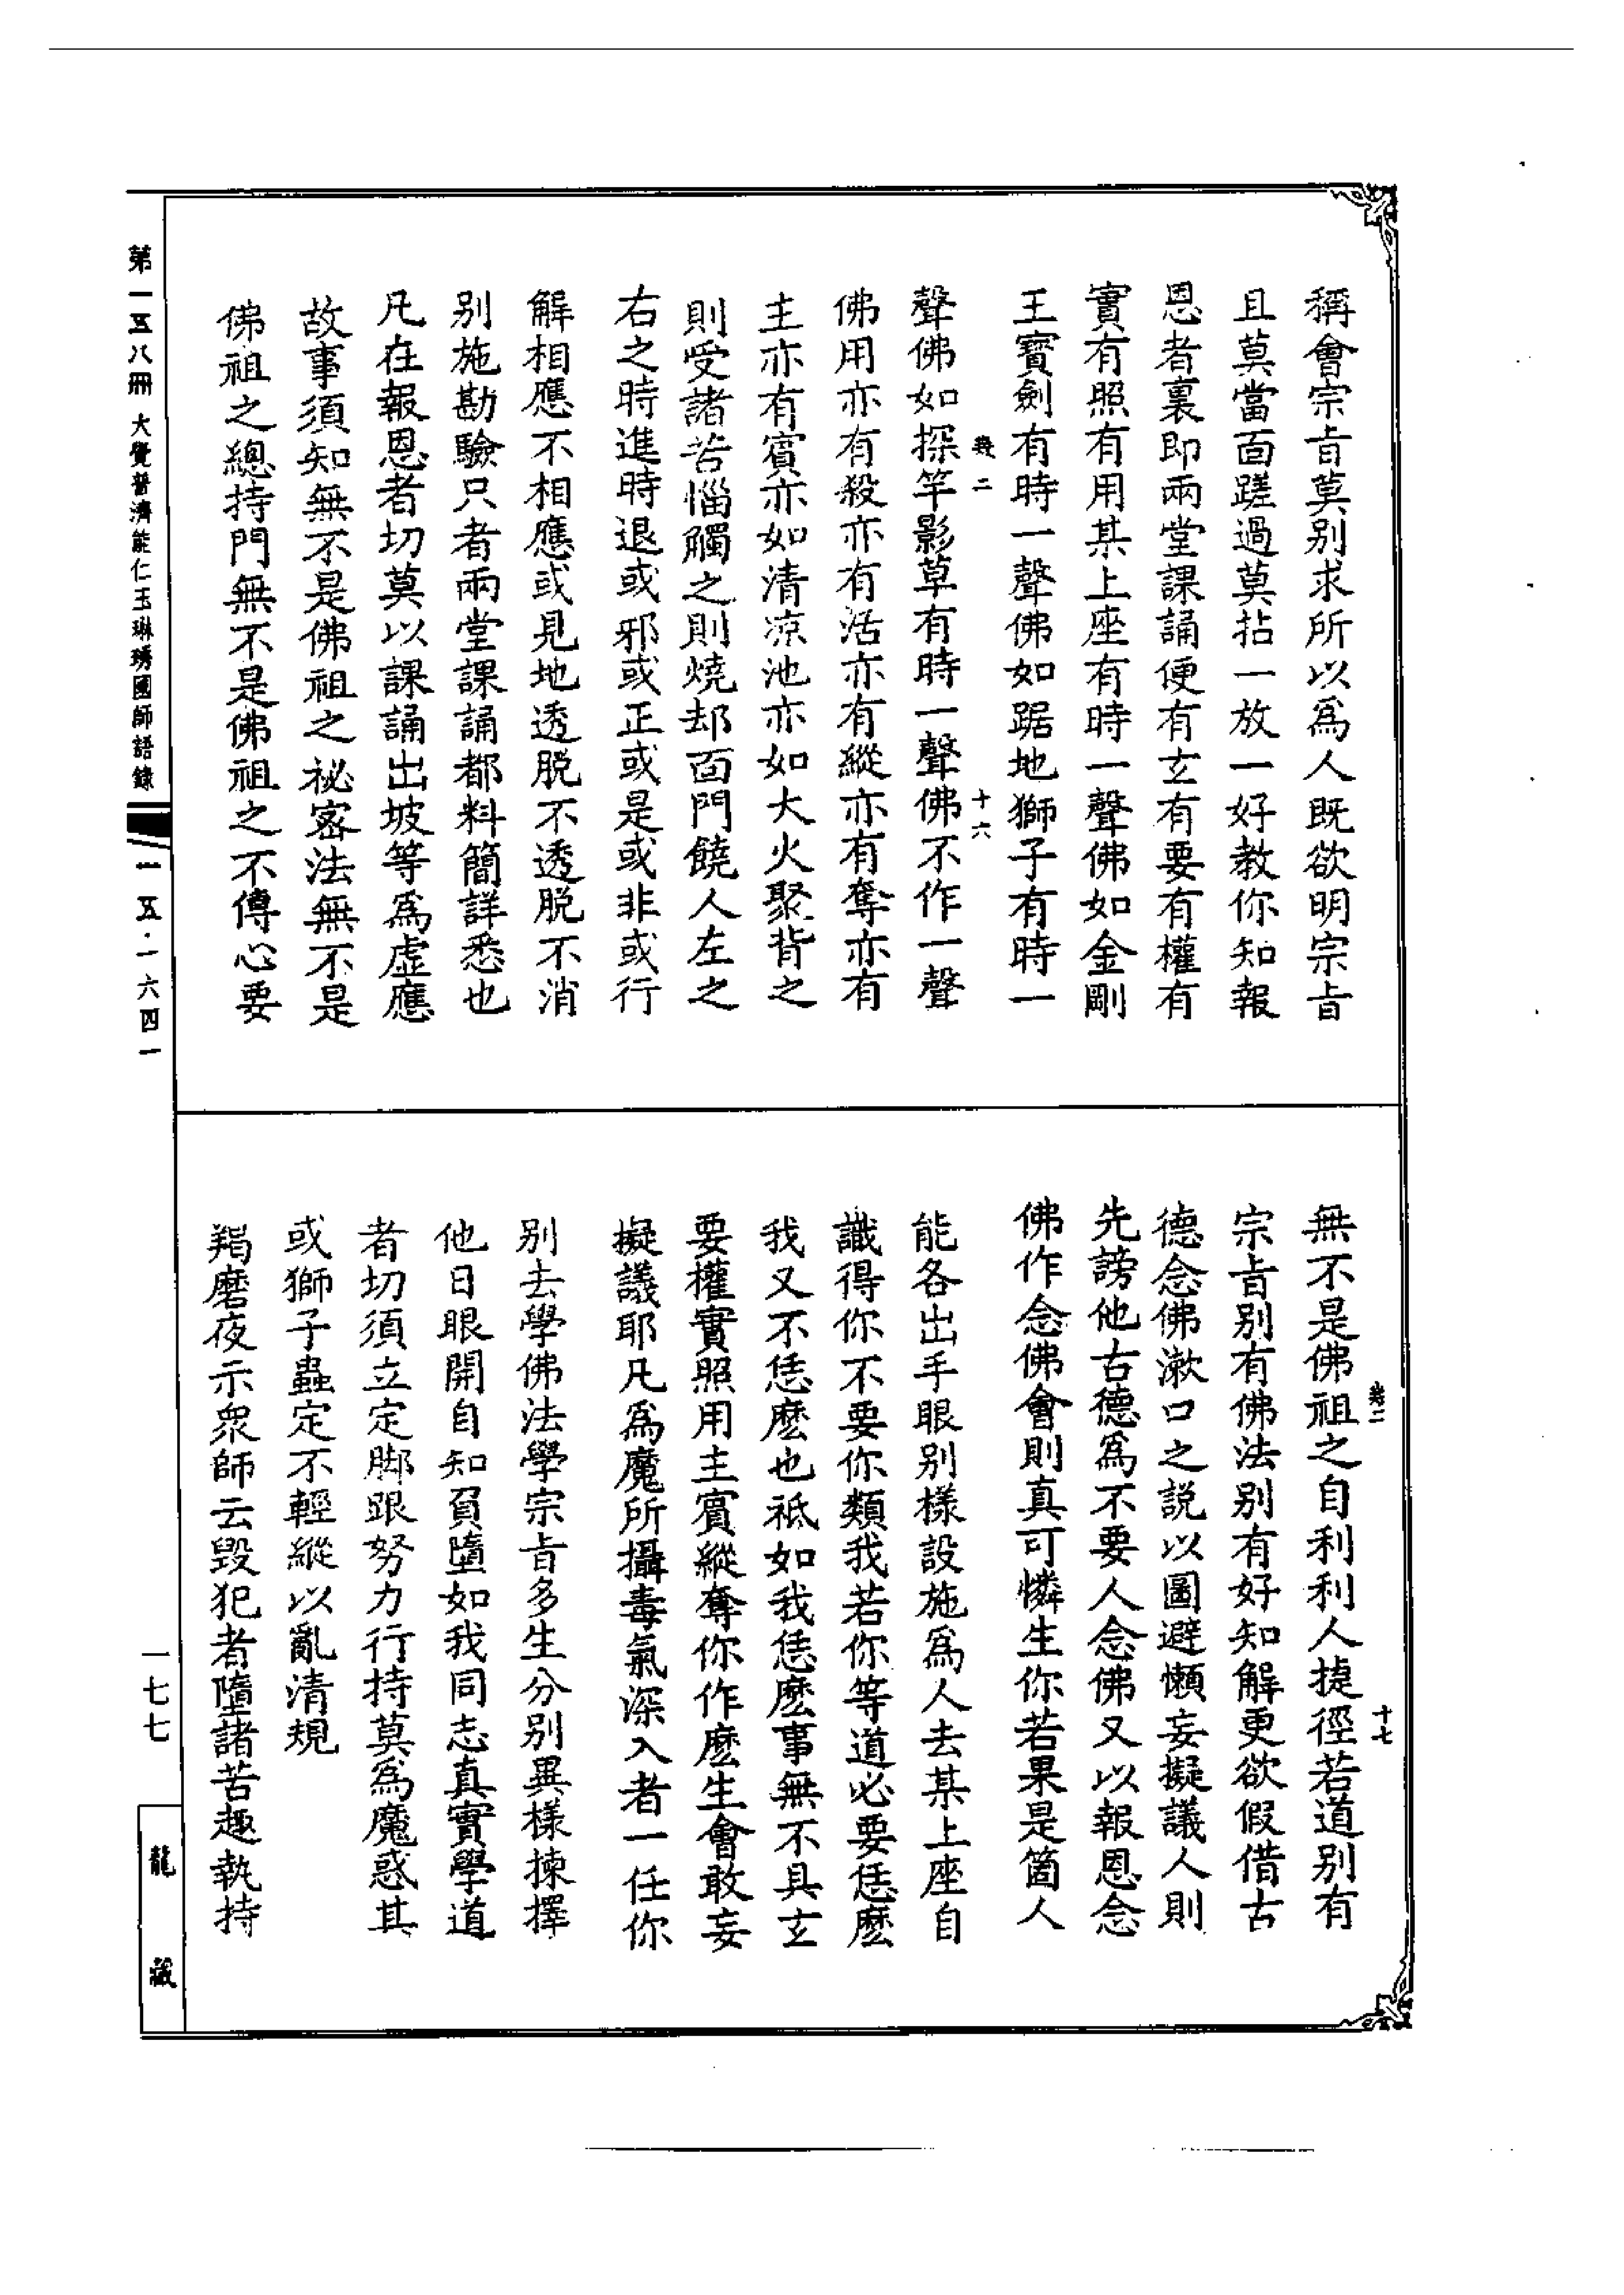 稱會宗旨莫别求所以爲人既欲明宗旨
且莫當面蹉過莫拈一放一好教你知報
恩者裏即兩堂課誦便有玄有要有權有
實有照有用某上座有時一聲佛如金剛
王寶劍有時一聲佛如踞地獅子有時一
卷二
十六
聲佛如探竿影草有時一聲佛不作一聲
佛用亦有殺亦有活亦有縱亦有奪亦有
主亦有賓亦如清凉池亦如大火聚背之
則受諸苦惱觸之則燒却面門饒人左之
右之時進時退或邪或正或是或非或行
解相應不相應或見地透脱不透脱不消
别施勘驗只者兩堂課誦都料簡詳悉也
凡在報恩者切莫以課誦出坡等爲虛應
故事須知無不是佛祖之祕密法無不是
佛祖之總持門無不是佛祖之不傳心要
卷二
十七
無不是佛祖之自利利人捷徑若道别有
宗旨别有佛法别有好知解更欲假借古
德念佛漱口之説以圖避懶妄擬議人則
先謗他古德爲不要人念佛又以報恩念
佛作念佛會則真可憐生你若果是箇人
能各出手眼别樣設施爲人去某上座自
識得你不要你類我若你等道必要恁麽
我又不恁麽也祇如我恁麽事無不具玄
要權實照用主賓縱奪你作麽生會敢妄
擬議耶凡爲魔所攝毒氣深入者一任你
别去學佛法學宗旨多生分别異樣揀擇
他日眼開自知負墮如我同志真實學道
者切須立定脚跟努力行持莫爲魔惑其
或獅子蟲定不輕縱以亂清規
羯磨夜示衆師云毀犯者墮諸苦趣執持
第一五八冊 大覺普濟能仁玉琳琇國師語錄
一五·一六四一
一七七
龍藏